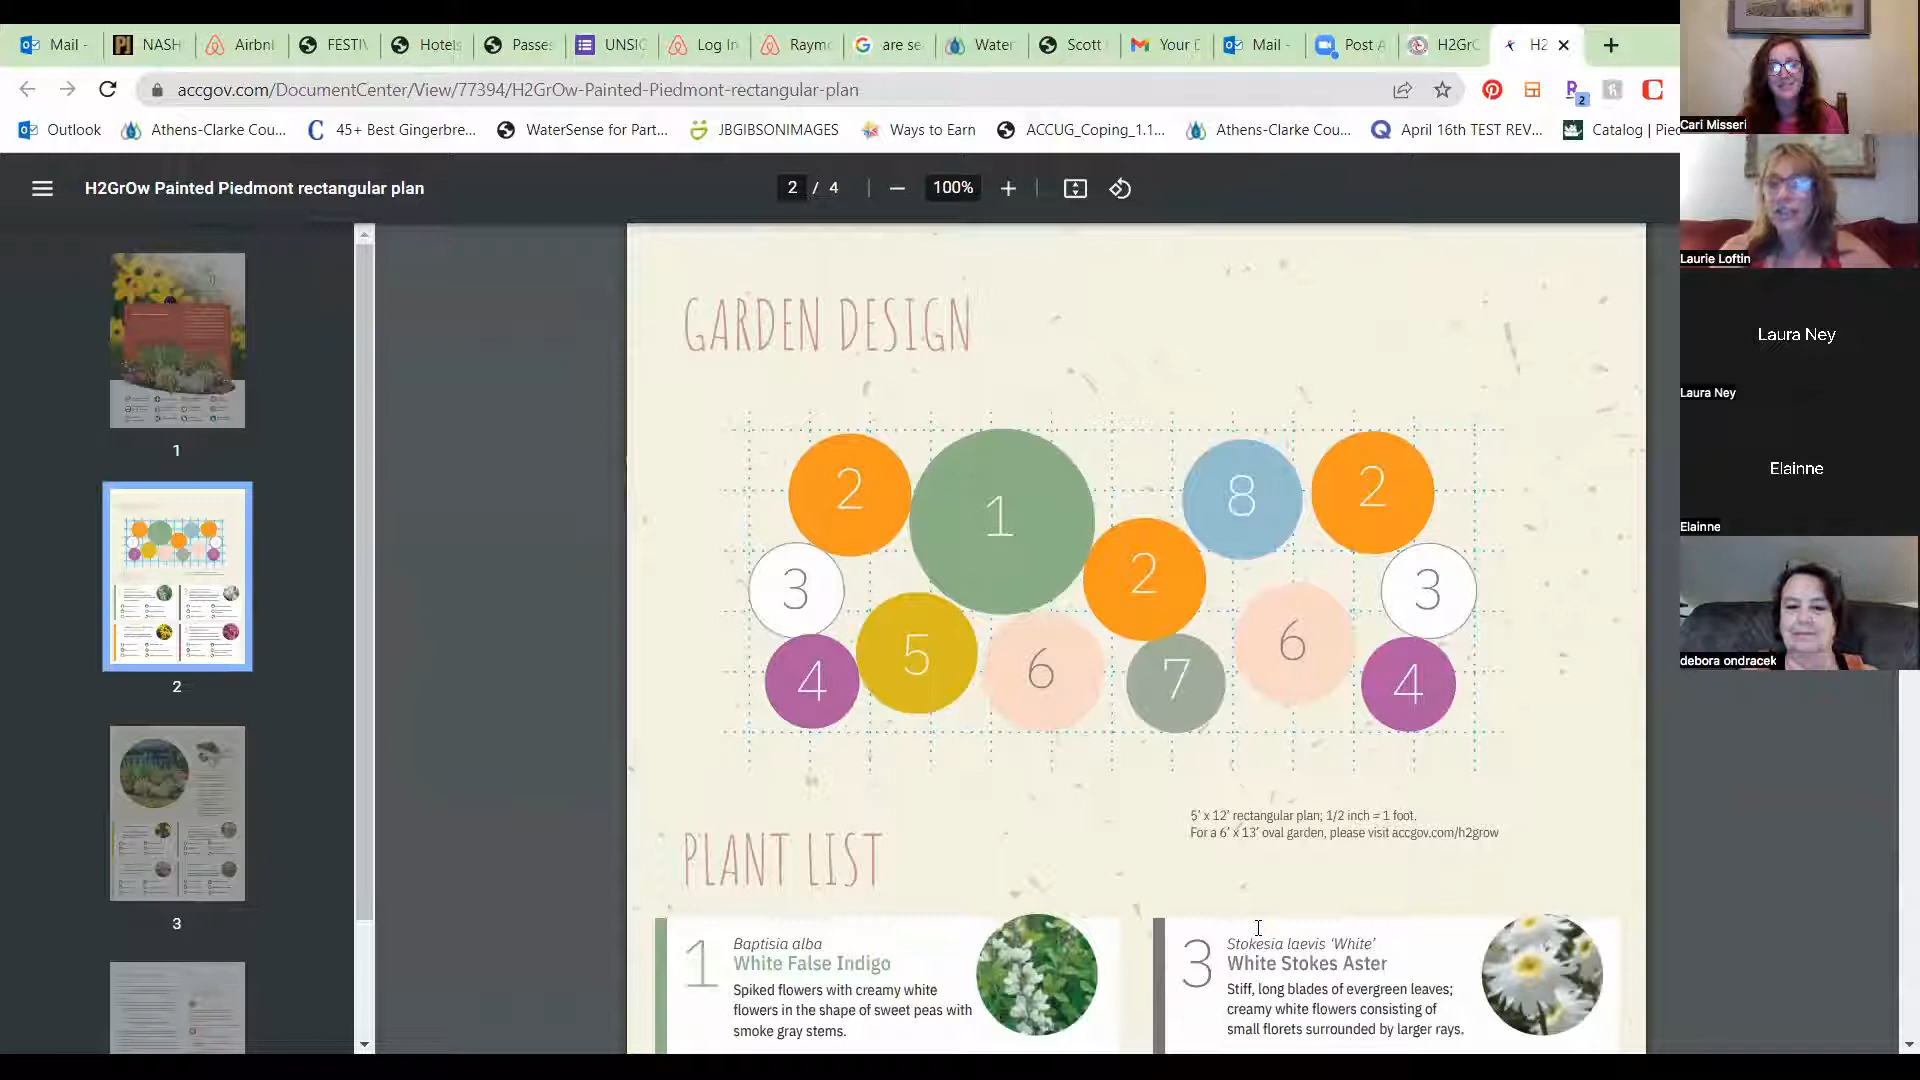 Mail -
NASH
Airbnl
FESTIV
Hotels
Passe
UNSIC
Log In
Raymo
are se
Water
Scott
Your D
Mail -
Post A
H2GrO
H2
accgov.com/DocumentCenter/View/77394/H2GrOw-Painted-Piedmont-rectangular-plan
2
Outlook
Athens-Clarke Cou...
45+ Best Gingerbre...
WaterSense for Part...
JBGIBSONIMAGES
Ways to Earn
ACCUG_Coping_1.1...
Athens-Clarke Cou...
April 16th TEST REV...
Catalog | Pied
H2GrOw Painted Piedmont rectangular plan
2 / 4
100%
1
2
3
GARDEN DESIGN
2
1
8
2
3
2
3
4
5
6
7
6
4
5' x 12' rectangular plan; 1/2 inch = 1 foot.
For a 6' x 13' oval garden, please visit accgov.com/h2grow
PLANT LIST
1
Baptisia alba
White False Indigo
Spiked flowers with creamy white
flowers in the shape of sweet peas with
smoke gray stems.
3
Stokesia laevis 'White'
White Stokes Aster
Stiff, long blades of evergreen leaves;
creamy white flowers consisting of
small florets surrounded by larger rays.
Cari Misseri
Laurie Loftin
Laura Ney
Laura Ney
Elainne
Elainne
debora ondracek